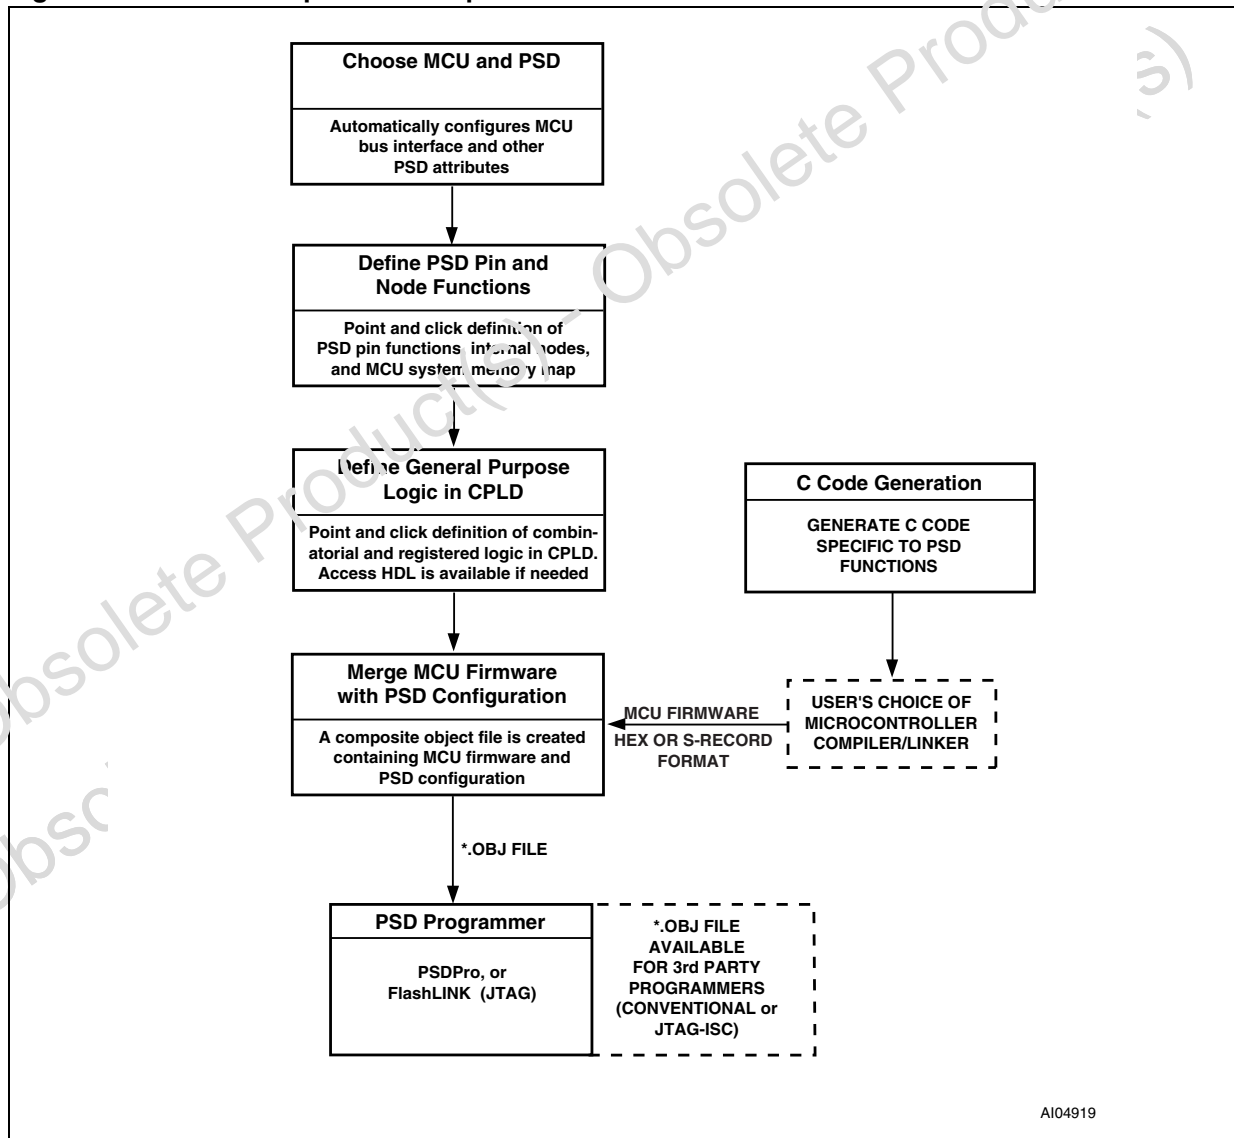 Choose MCU and PSD
Automatically configures MCU
bus interface and other
PSD attributes
Define PSD Pin and
Node Functions
Point and click definition of
PSD pin functions, internal nodes,
and MCU system memory map
Define General Purpose
Logic in CPLD
Point and click definition of combin-
atorial and registered logic in CPLD.
Access HDL is available if needed
C Code Generation
GENERATE C CODE
SPECIFIC TO PSD
FUNCTIONS
Merge MCU Firmware
with PSD Configuration
A composite object file is created
containing MCU firmware and
PSD configuration
MCU FIRMWARE
HEX OR S-RECORD
FORMAT
USER'S CHOICE OF
MICROCONTROLLER
COMPILER/LINKER
*.OBJ FILE
PSD Programmer
PSDPro, or
FlashLINK (JTAG)
*.OBJ FILE
AVAILABLE
FOR 3rd PARTY
PROGRAMMERS
(CONVENTIONAL or
JTAG-ISC)
AI04919
Obsolete Product(s) - Obsolete Product(s)